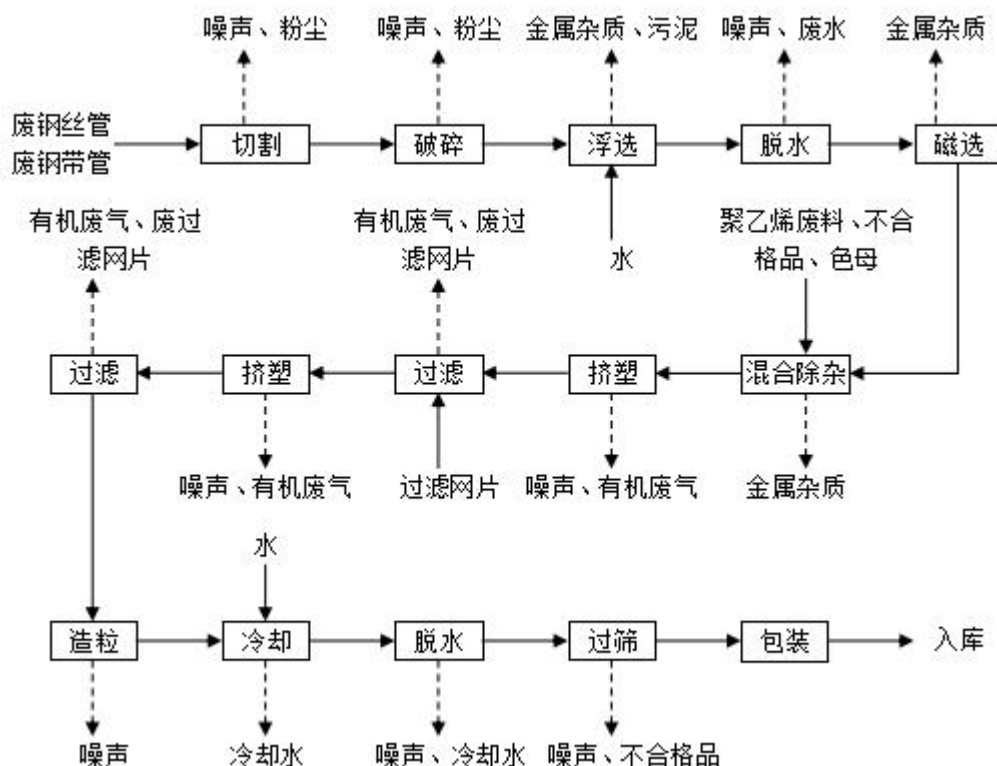 噪声、粉尘
噪声、粉尘
金属杂质、污泥
噪声、废水
金属杂质
废钢丝管
废钢带管
切割
破碎
浮选
脱水
磁选
有机废气、废过
滤网片
有机废气、废过
滤网片
水
聚乙烯废料、不合
格品、色母
过滤
挤塑
过滤
挤塑
混合除杂
噪声、有机废气
过滤网片
噪声、有机废气
金属杂质
水
造粒
冷却
脱水
过筛
包装
入库
噪声
冷却水
噪声、冷却水
噪声、不合格品